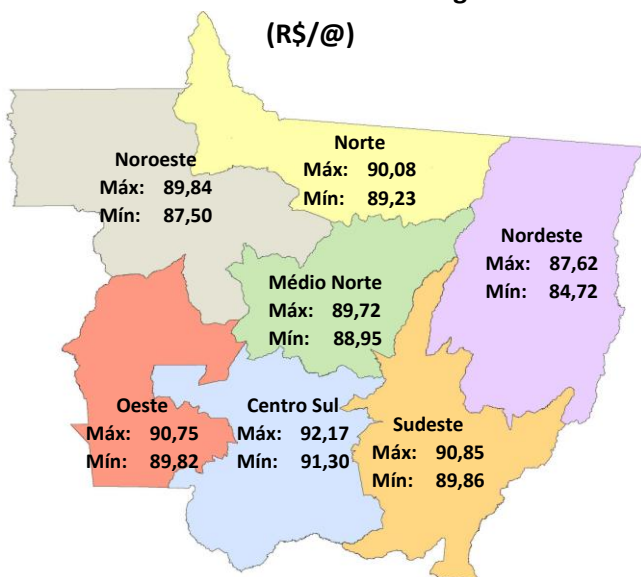 (R$/@)
Norte
Máx: 90,08
Mín: 89,23
Noroeste
Máx: 89,84
Mín: 87,50
Nordeste
Máx: 87,62
Mín: 84,72
Médio Norte
Máx: 89,72
Mín: 88,95
Oeste
Máx: 90,75
Mín: 89,82
Centro Sul
Máx: 92,17
Mín: 91,30
Sudeste
Máx: 90,85
Mín: 89,86